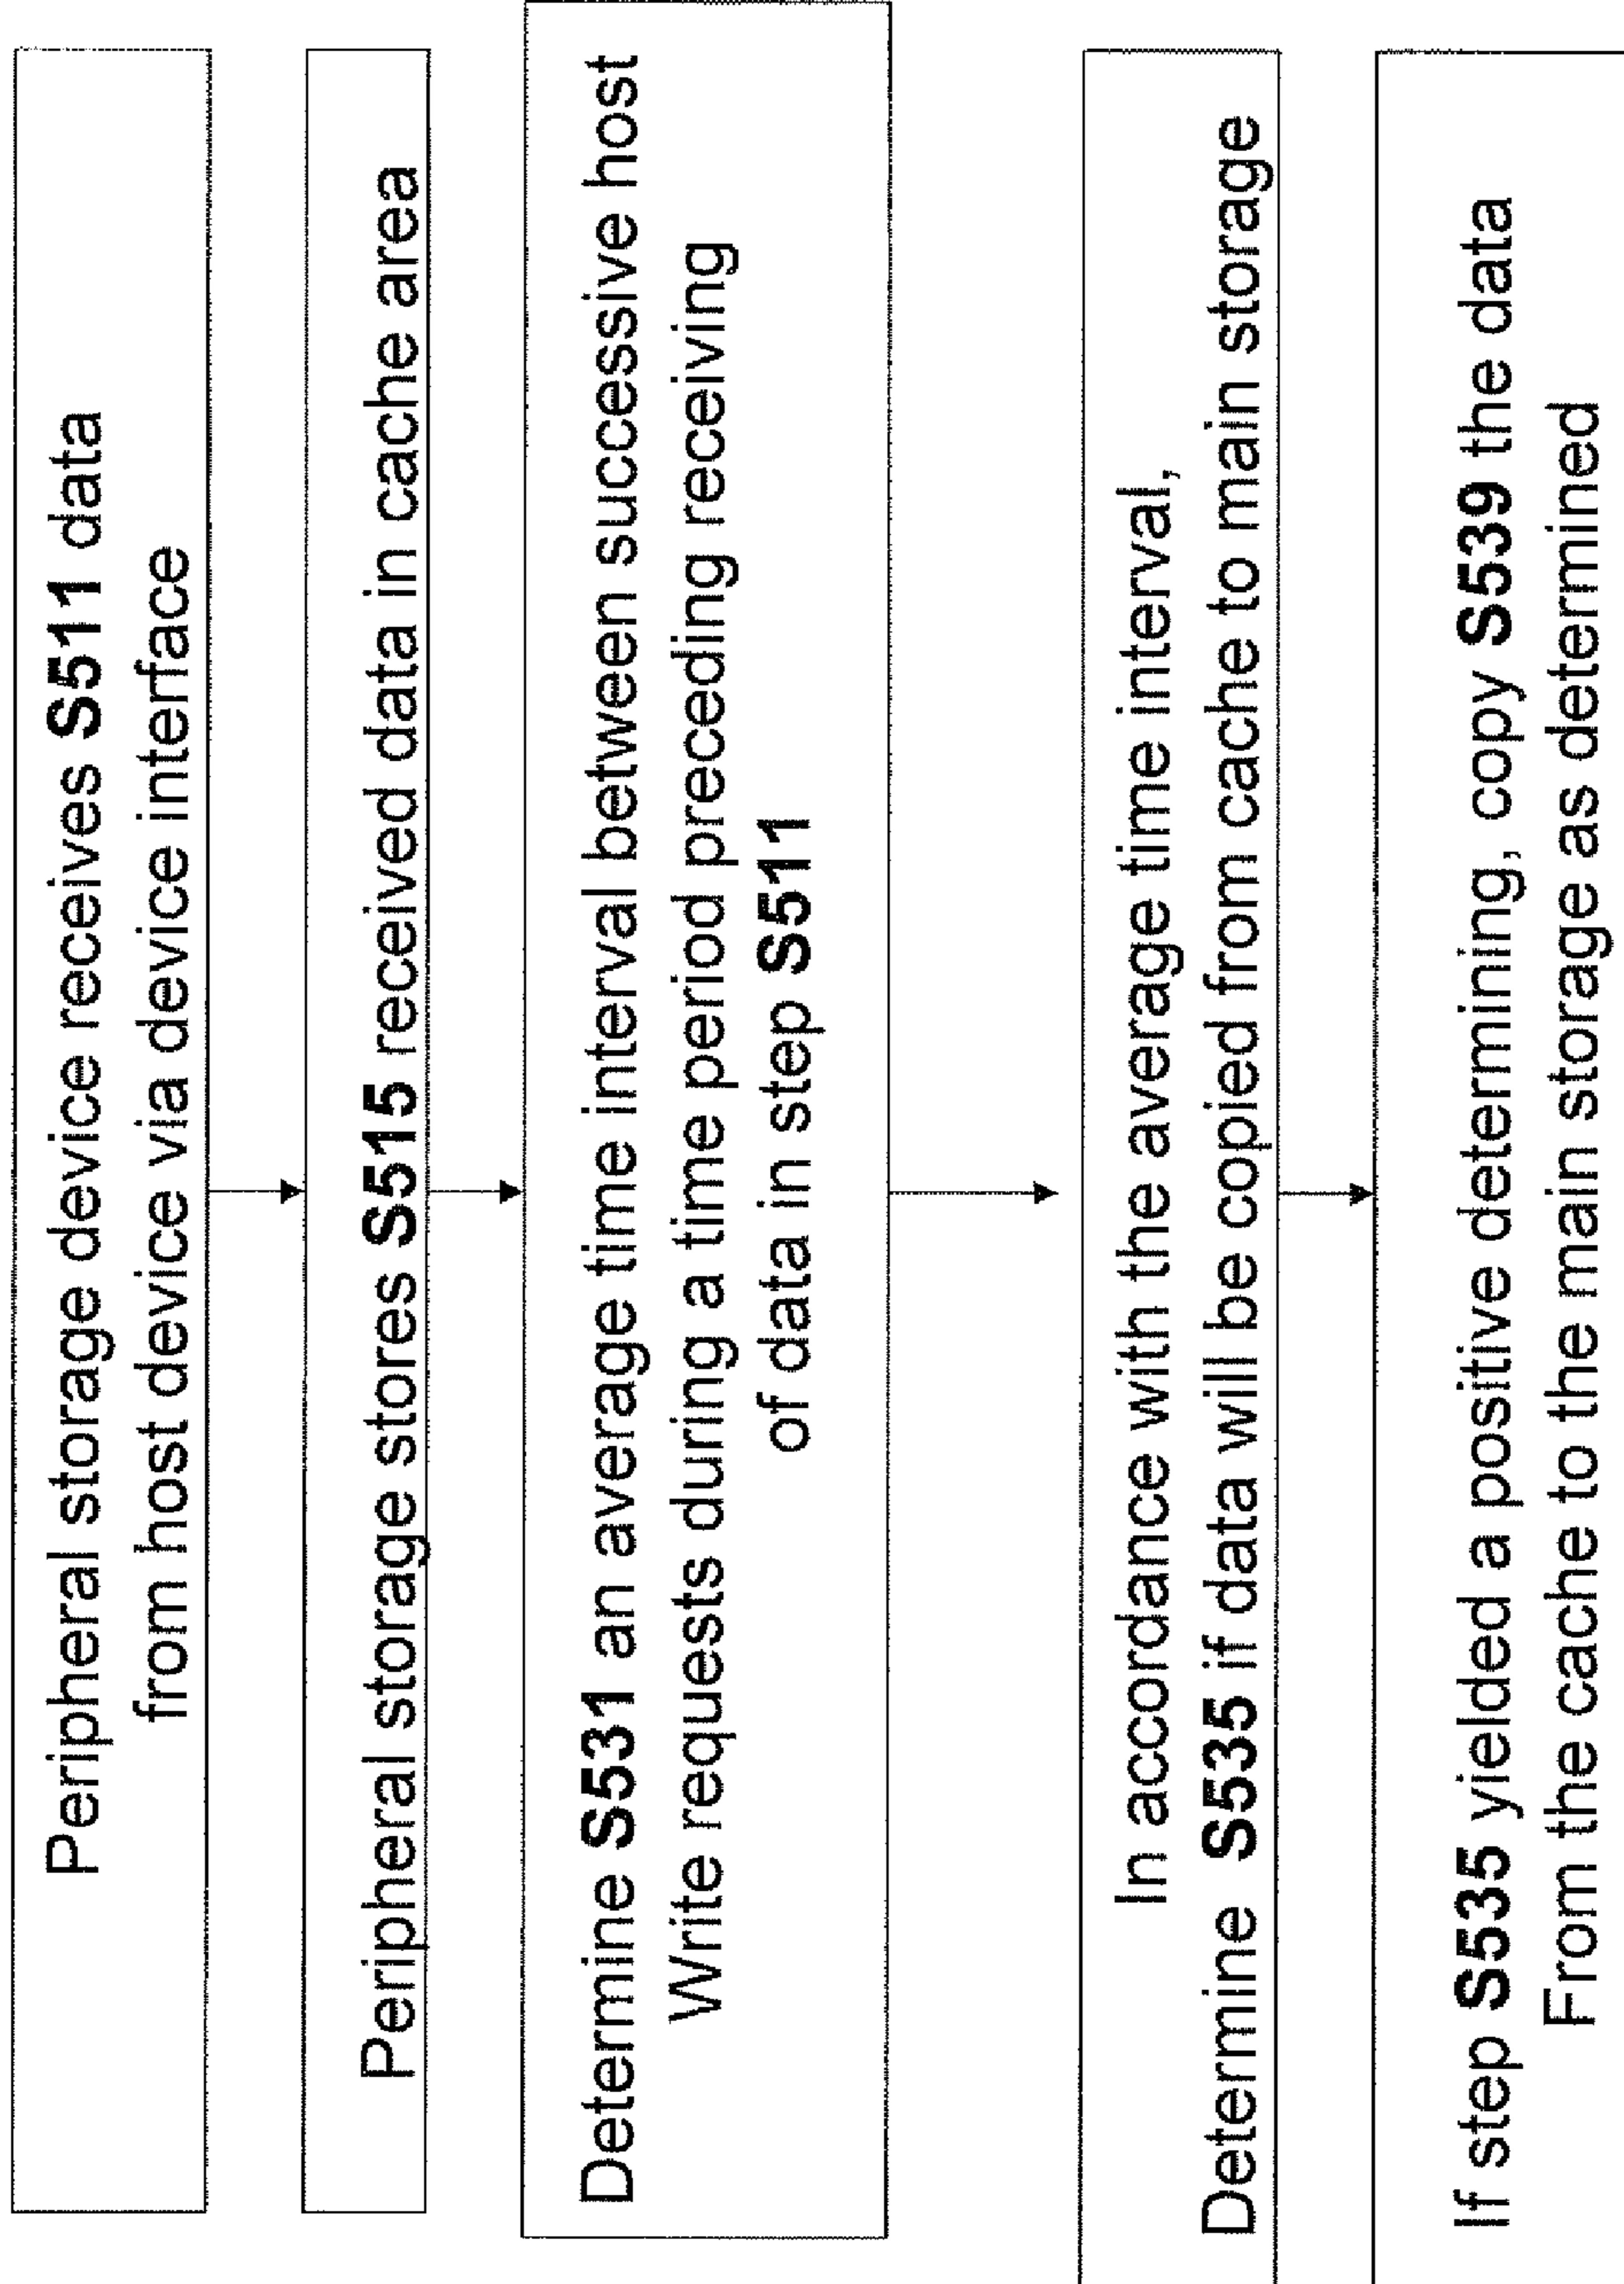 Peripheral storage device receives S511 data
from host device via device interface
Peripheral storage stores S515 received data in cache area
Determine S531 an average time interval between successive host
Write requests during a time period preceding receiving
of data in step S511
In accordance with the average time interval,
Determine S535 if data will be copied from cache to main storage
If step S535 yielded a positive determining, copy S539 the data
From the cache to the main storage as determined